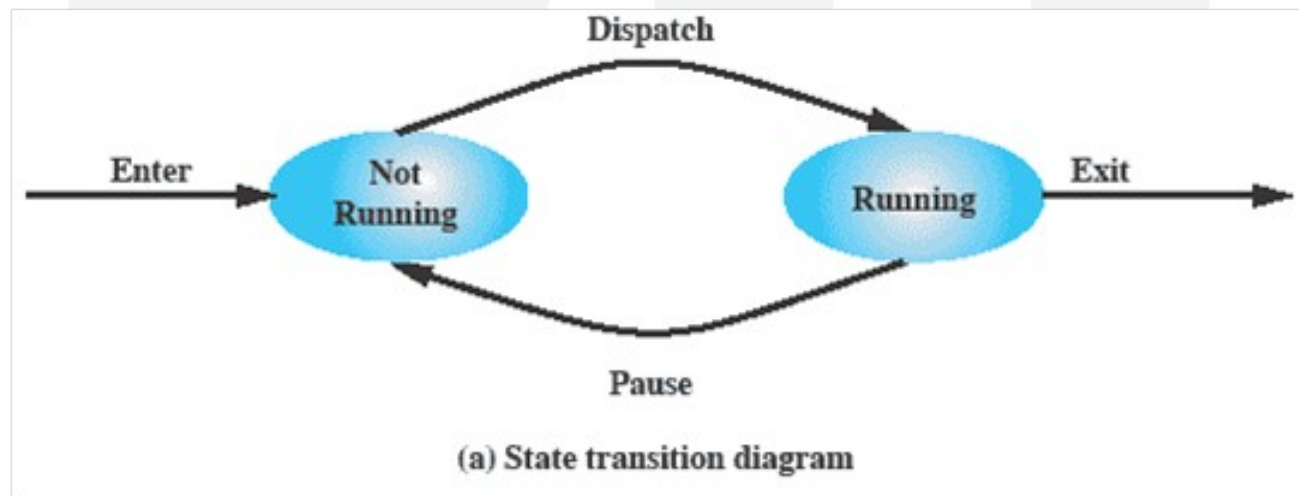 Dispatch
Enter
Not
Running
Running
Exit
Pause
(a) State transition diagram